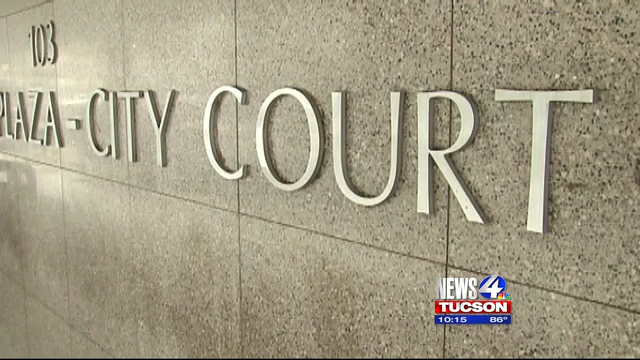 103
PLAZA - CITY COURT
NEWS 4
TUCSON
10:15 86°